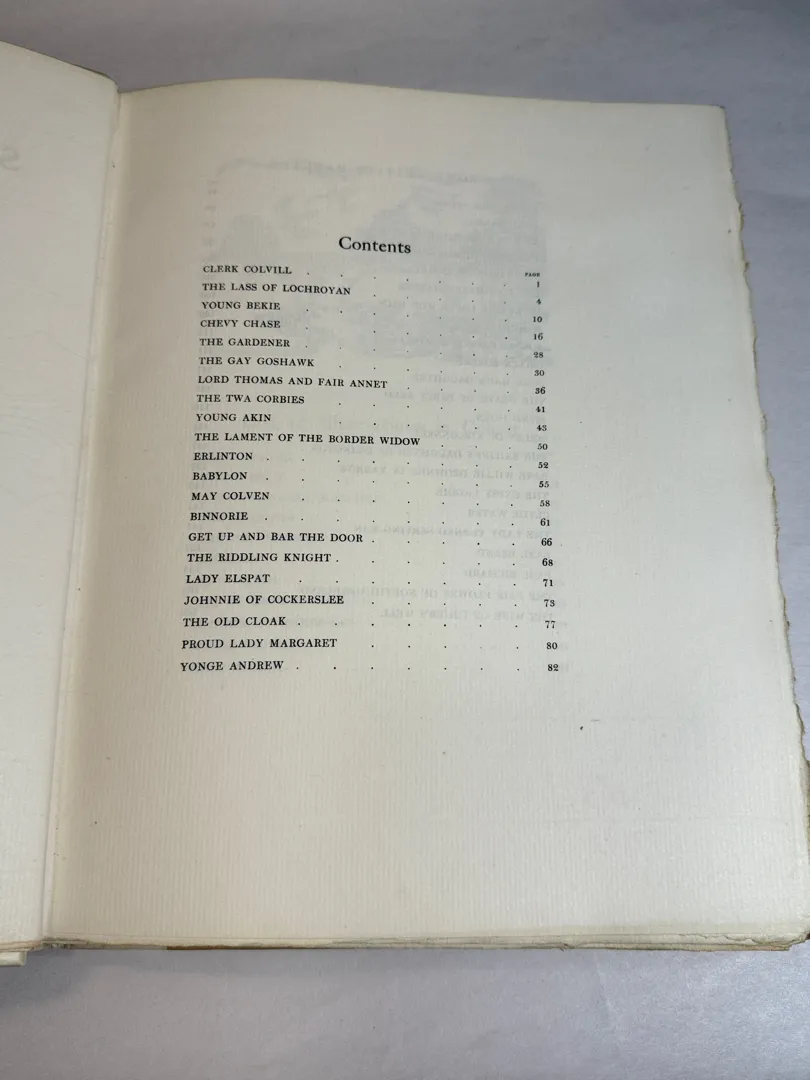 Contents
PAGE
CLERK COLVILL . . . . . . 1
THE LASS OF LOCHROYAN . . . . 4
YOUNG BEKIE . . . . . . 10
CHEVY CHASE . . . . . . 16
THE GARDENER . . . . . . 28
THE GAY GOSHAWK . . . . . 30
LORD THOMAS AND FAIR ANNET . . . . 36
THE TWA CORBIES . . . . . 41
YOUNG AKIN . . . . . 43
THE LAMENT OF THE BORDER WIDOW . . . 50
ERLINTON . . . . . . . 52
BABYLON . . . . . . . 55
MAY COLVEN . . . . . . 58
BINNORIE . . . . . . . 61
GET UP AND BAR THE DOOR . . . . . 66
THE RIDDLING KNIGHT . . . . . . 68
LADY ELSPAT . . . . . . 71
JOHNNIE OF COCKERSLEE . . . . 73
THE OLD CLOAK . . . . . . 77
PROUD LADY MARGARET . . . . . 80
YONGE ANDREW . . . . . . 82